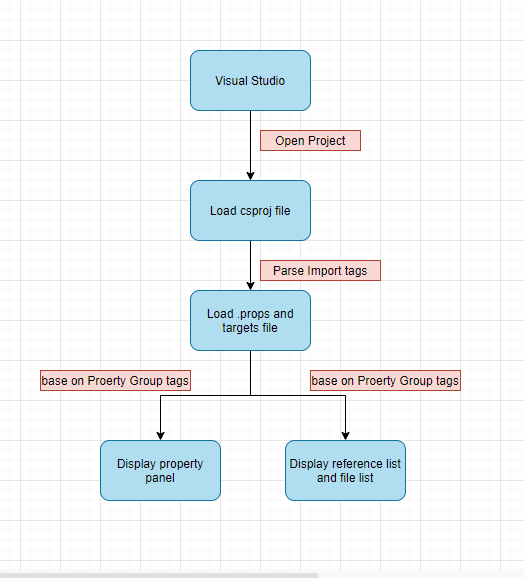 Visual Studio
Open Project
Load csproj file
Parse Import tags
Load .props and
targets file
base on Proerty Group tags
base on Proerty Group tags
Display property
panel
Display reference list
and file list